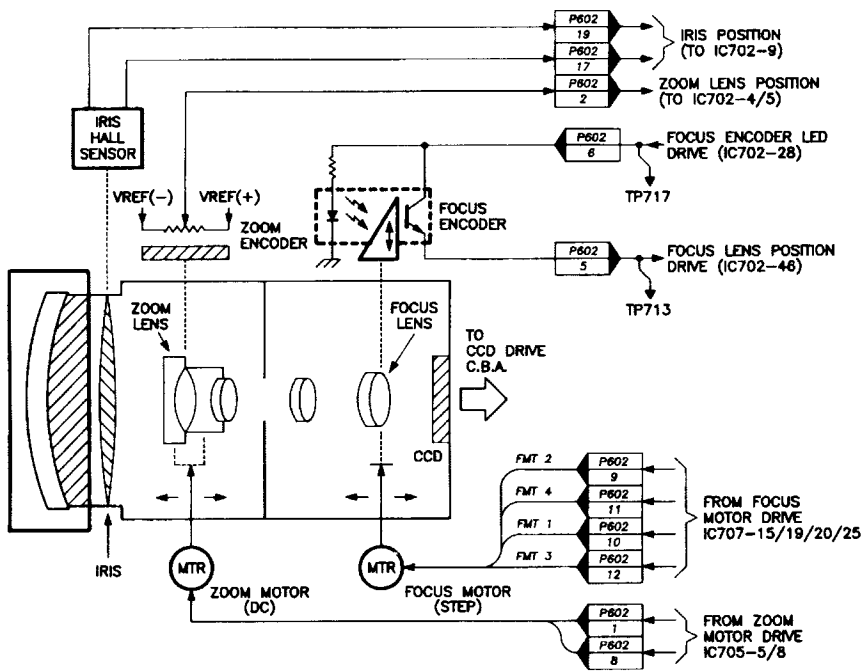 P602
19
P602
17
P602
2
IRIS POSITION
(TO IC702-9)
ZOOM LENS POSITION
(TO IC702-4/5)
IRIS
HALL
SENSOR
P602
6
FOCUS ENCODER LED
DRIVE (IC702-28)
TP717
VREF(-)
VREF(+)
ZOOM
ENCODER
FOCUS
ENCODER
P602
5
FOCUS LENS POSITION
DRIVE (IC702-46)
TP713
ZOOM
LENS
FOCUS
LENS
TO
CCD DRIVE
C.B.A.
CCD
FMT 2
P602
9
FMT 4
P602
11
FMT 1
P602
10
FMT 3
P602
12
FROM FOCUS
MOTOR DRIVE
IC707-15/19/20/25
IRIS
MTR
MTR
ZOOM MOTOR
(DC)
FOCUS MOTOR
(STEP)
P602
1
P602
8
FROM ZOOM
MOTOR DRIVE
IC705-5/8